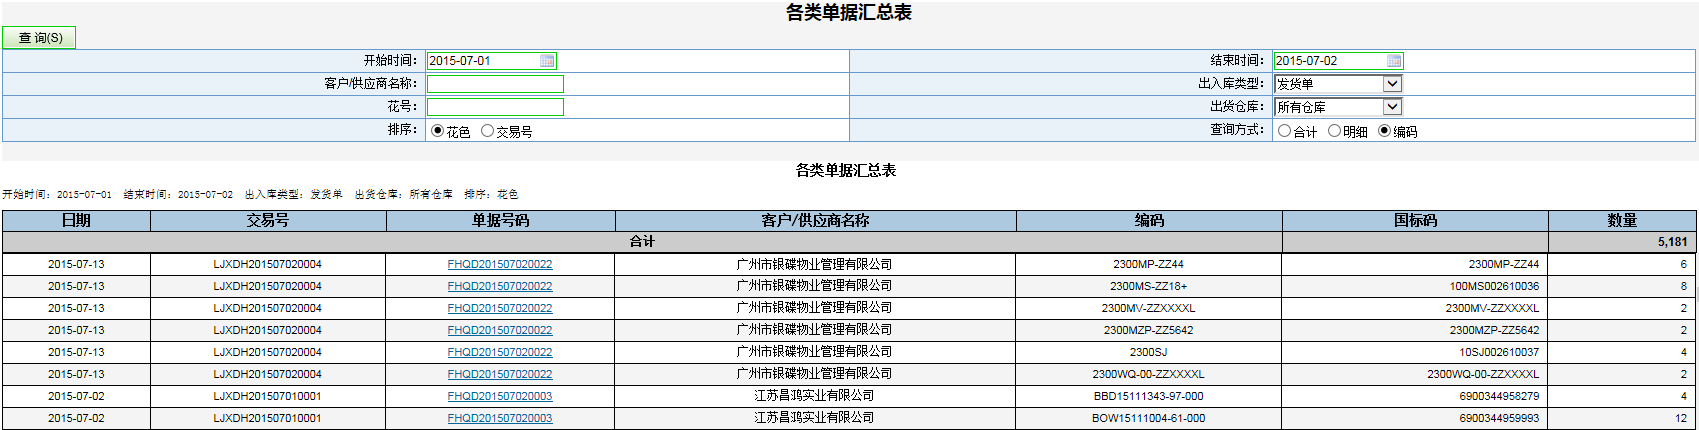 各类单据汇总表
查 询(S)
开始时间： 2015-07-01 结束时间： 2015-07-02
客户/供应商名称： 出入库类型： 发货单
花号： 出货仓库： 所有仓库
排序： 花色 交易号 查询方式： 合计 明细 编码
各类单据汇总表
开始时间：2015-07-01 结束时间：2015-07-02 出入库类型：发货单 出货仓库：所有仓库 排序：花色
日期 交易号 单据号码 客户/供应商名称 编码 国标码 数量
合计 5,181
2015-07-13 LJXDH201507020004 FHQD201507020022 广州市银碟物业管理有限公司 2300MP-ZZ44 2300MP-ZZ44 6
2015-07-13 LJXDH201507020004 FHQD201507020022 广州市银碟物业管理有限公司 2300MS-ZZ18+ 100MS002610036 8
2015-07-13 LJXDH201507020004 FHQD201507020022 广州市银碟物业管理有限公司 2300MV-ZZXXXXL 2300MV-ZZXXXXL 2
2015-07-13 LJXDH201507020004 FHQD201507020022 广州市银碟物业管理有限公司 2300MZP-ZZ5642 2300MZP-ZZ5642 2
2015-07-13 LJXDH201507020004 FHQD201507020022 广州市银碟物业管理有限公司 2300SJ 10SJ002610037 4
2015-07-13 LJXDH201507020004 FHQD201507020022 广州市银碟物业管理有限公司 2300WQ-00-ZZXXXXL 2300WQ-00-ZZXXXXL 2
2015-07-02 LJXDH201507010001 FHQD201507020003 江苏昌鸿实业有限公司 BBD15111343-97-000 6900344958279 4
2015-07-02 LJXDH201507010001 FHQD201507020003 江苏昌鸿实业有限公司 BOW15111004-61-000 6900344959993 12